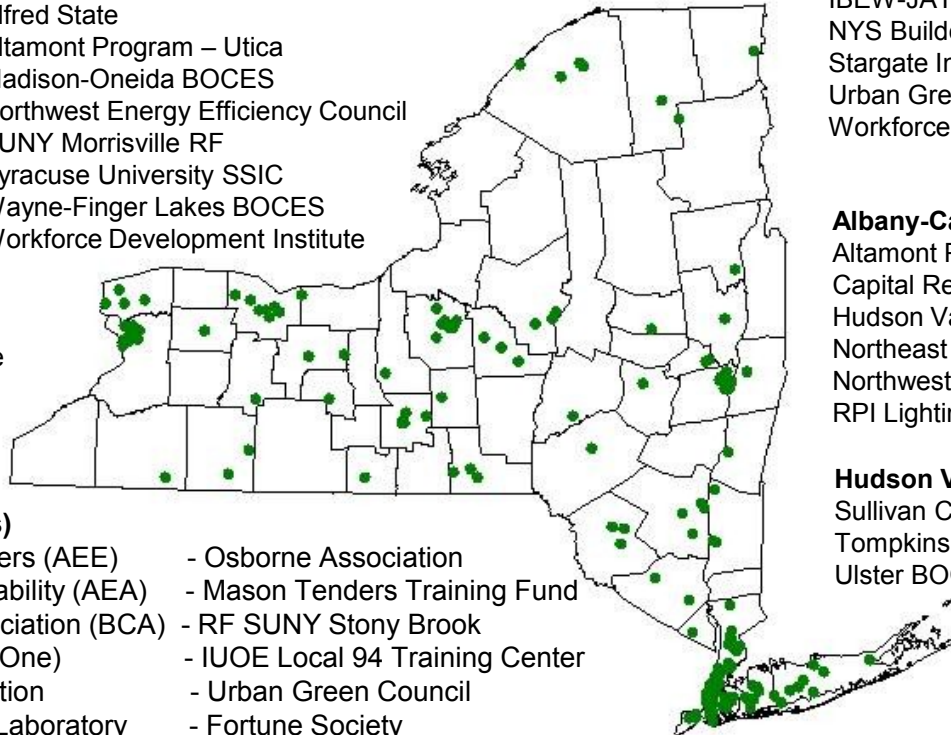 lfred State
ltamont Program – Utica
adison-Oneida BOCES
orthwest Energy Efficiency Council
UNY Morrisville RF
yracuse University SSIC
ayne-Finger Lakes BOCES
orkforce Development Institute
e
IBEW-JAT
NYS Builde
Stargate In
Urban Gre
Workforce
Albany-Ca
Altamont P
Capital Re
Hudson Va
Northeast
Northwest
RPI Lightin
Hudson V
Sullivan C
Tompkins
Ulster BO
s)
ers (AEE) - Osborne Association
ability (AEA) - Mason Tenders Training Fund
ciation (BCA) - RF SUNY Stony Brook
One) - IUOE Local 94 Training Center
tion - Urban Green Council
Laboratory - Fortune Society